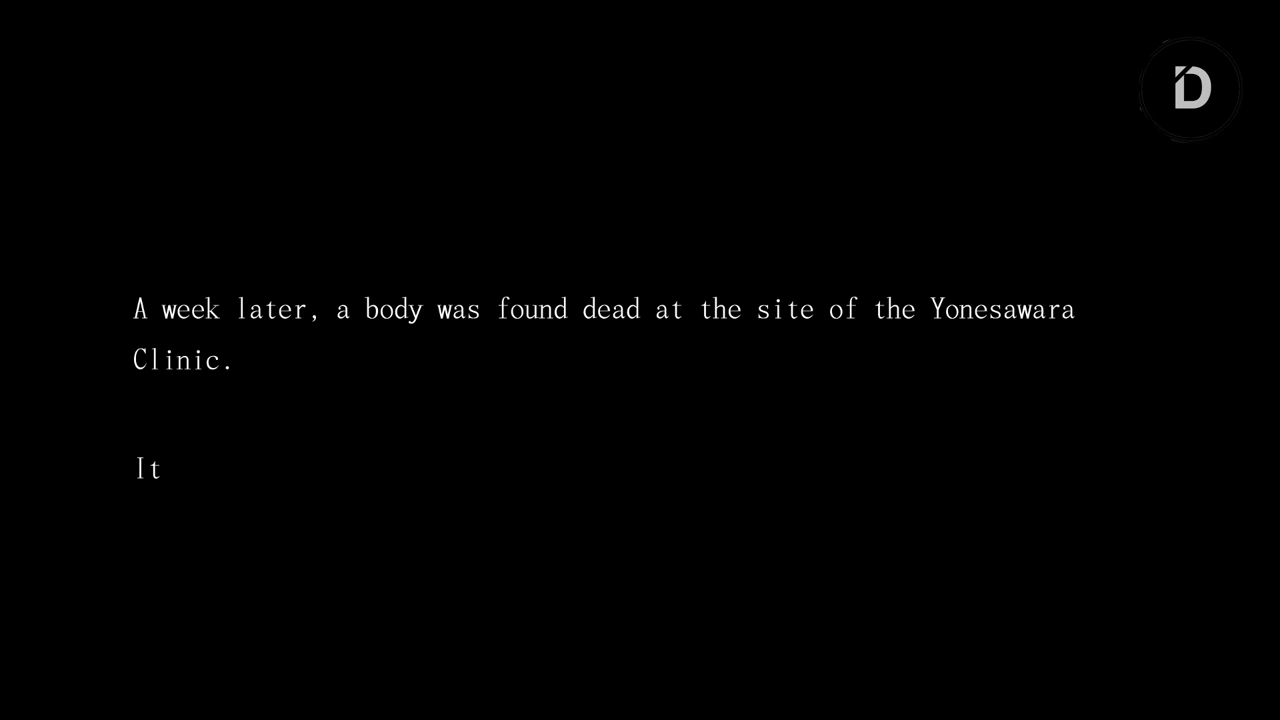 D
A week later, a body was found dead at the site of the Yonesawara
Clinic.
It